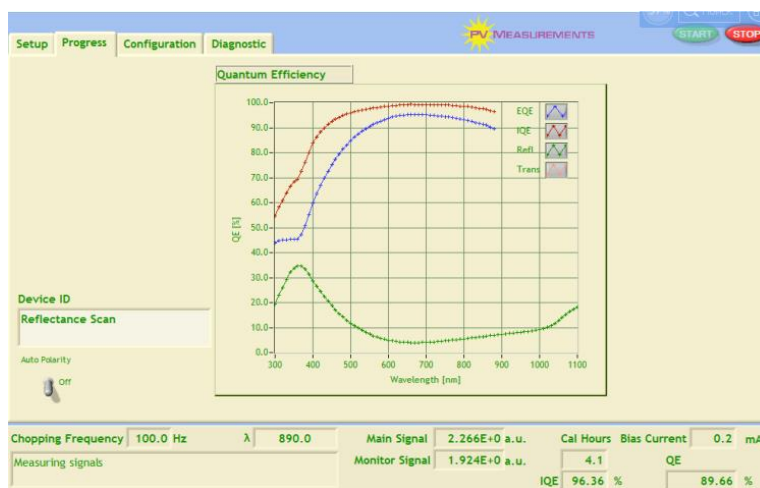 Setup Progress Configuration Diagnostic
PV MEASUREMENTS
START STOP
Quantum Efficiency
100.0
90.0
80.0
70.0
60.0
50.0
40.0
30.0
20.0
10.0
0.0
QE [%]
300 400 500 600 700 800 900 1000 1100
Wavelength [nm]
EQE
IQE
Refl
Trans
Device ID
Reflectance Scan
Auto Polarity
Off
Chopping Frequency 100.0 Hz λ 890.0 Main Signal 2.266E+0 a.u. Cal Hours Bias Current 0.2 mA
Measuring signals Monitor Signal 1.924E+0 a.u. 4.1 QE
IQE 96.36 % 89.66 %